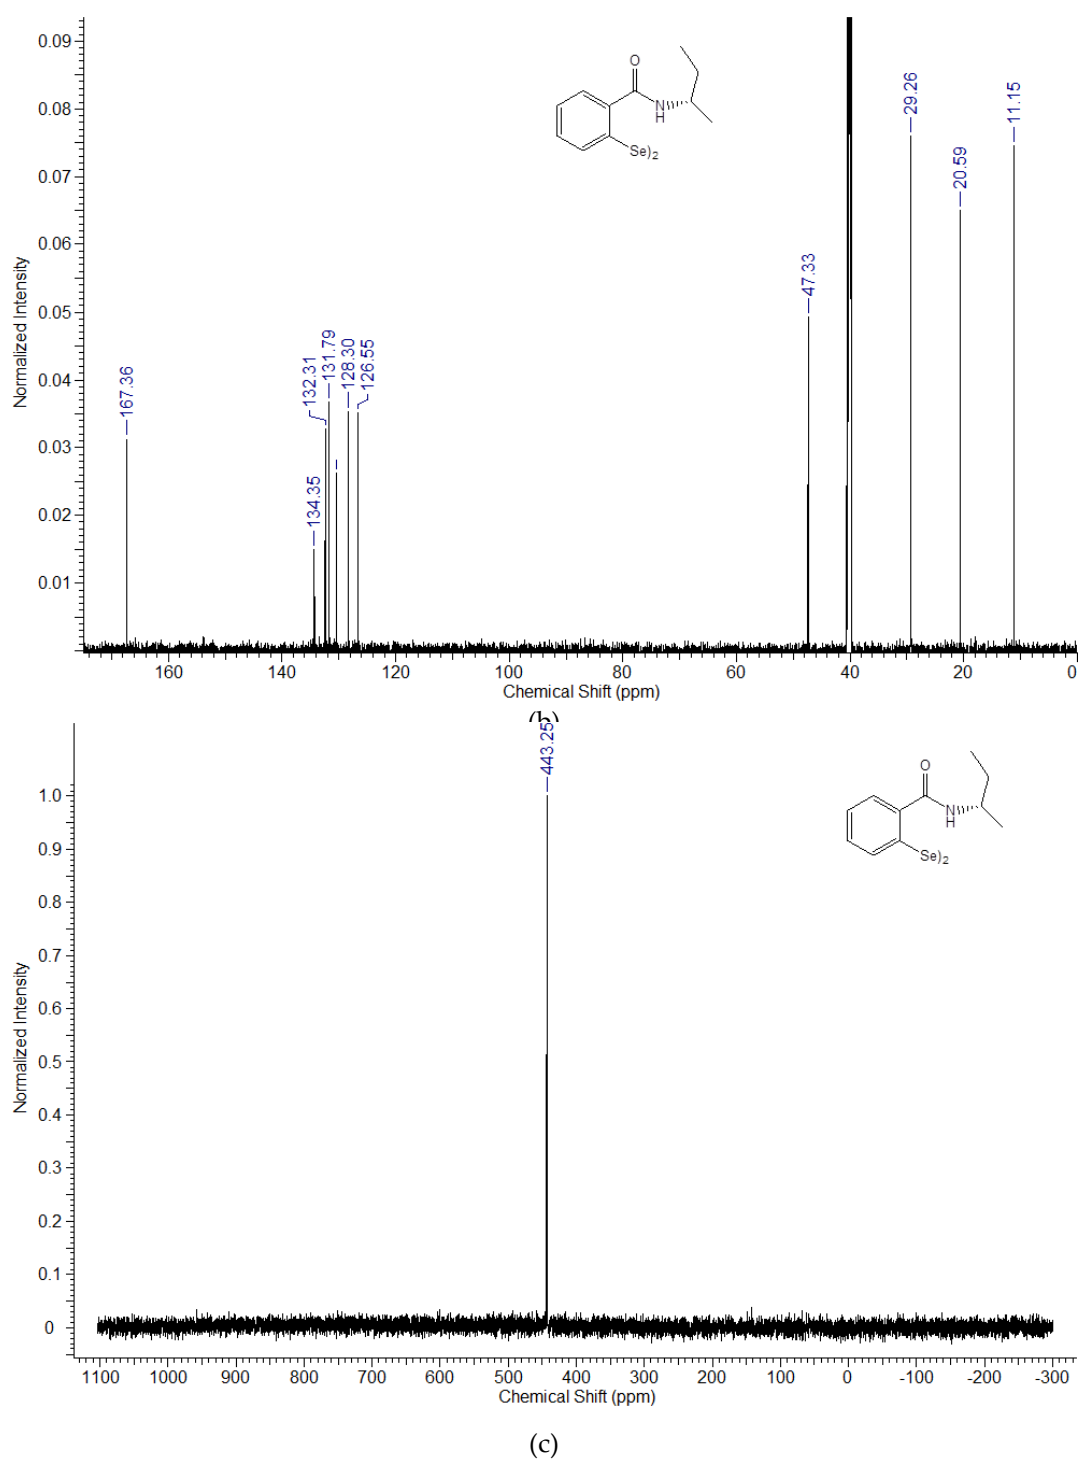 0.09
0.08
0.07
0.06
0.05
0.04
0.03
0.02
0.01
Normalized Intensity
167.36
134.35
132.31
131.79
128.30
126.55
47.33
29.26
20.59
11.15
O
N
H
Se)2
160 140 120 100 80 60 40 20 0
Chemical Shift (ppm)
(b)
443.25
1.0
0.9
0.8
0.7
0.6
0.5
0.4
0.3
0.2
0.1
0
Normalized Intensity
O
N
H
Se)2
1100 1000 900 800 700 600 500 400 300 200 100 0 -100 -200 -300
Chemical Shift (ppm)
(c)